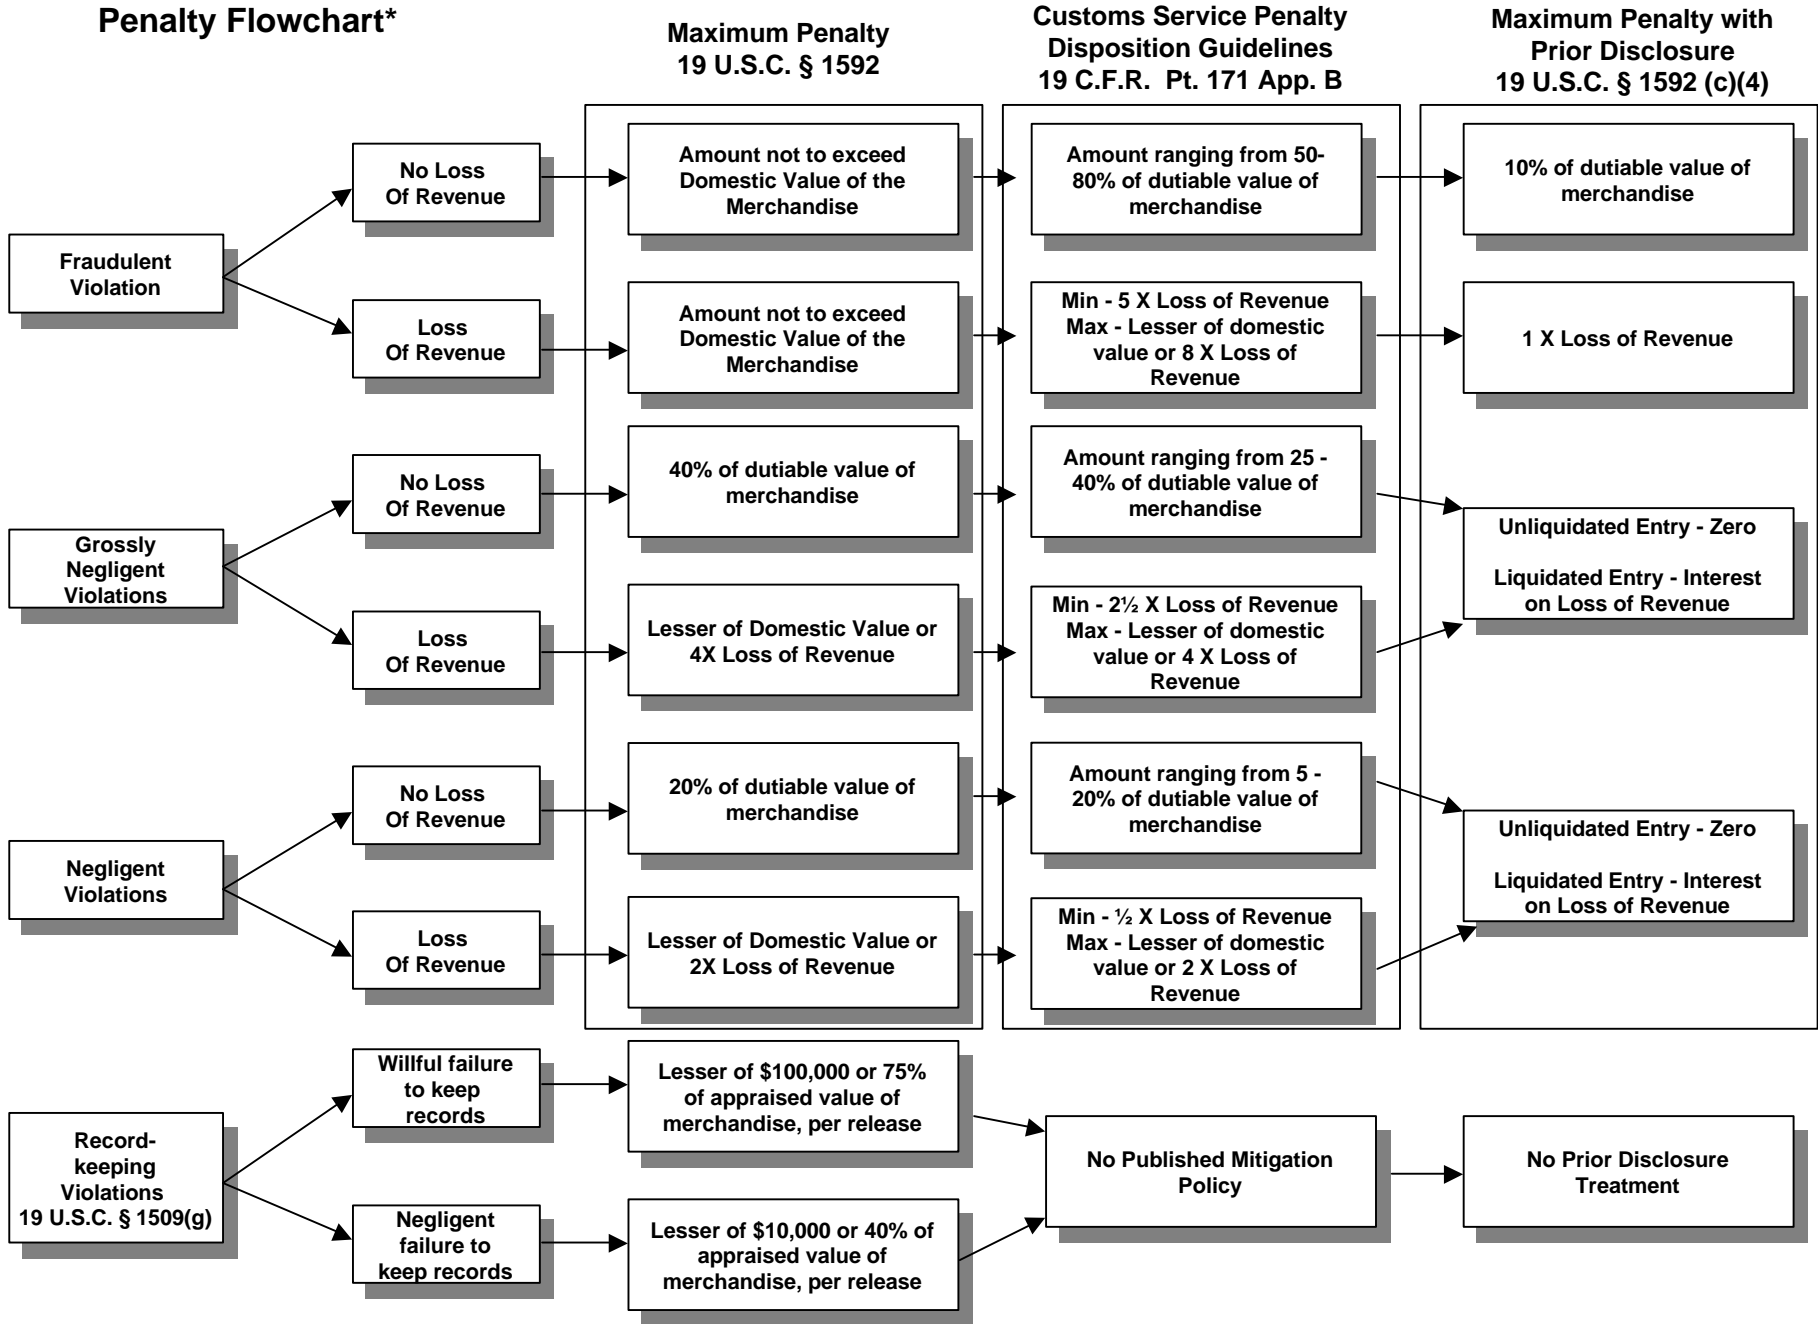 Penalty Flowchart*
Maximum Penalty
19 U.S.C. § 1592
Customs Service Penalty
Disposition Guidelines
19 C.F.R. Pt. 171 App. B
Maximum Penalty with
Prior Disclosure
19 U.S.C. § 1592 (c)(4)
Fraudulent
Violation
No Loss
Of Revenue
Amount not to exceed
Domestic Value of the
Merchandise
Amount ranging from 50-
80% of dutiable value of
merchandise
10% of dutiable value of
merchandise
Loss
Of Revenue
Amount not to exceed
Domestic Value of the
Merchandise
Min - 5 X Loss of Revenue
Max - Lesser of domestic
value or 8 X Loss of
Revenue
1 X Loss of Revenue
Grossly
Negligent
Violations
No Loss
Of Revenue
40% of dutiable value of
merchandise
Amount ranging from 25 -
40% of dutiable value of
merchandise
Unliquidated Entry - Zero
Liquidated Entry - Interest
on Loss of Revenue
Loss
Of Revenue
Lesser of Domestic Value or
4X Loss of Revenue
Min - 2½ X Loss of Revenue
Max - Lesser of domestic
value or 4 X Loss of
Revenue
Negligent
Violations
No Loss
Of Revenue
20% of dutiable value of
merchandise
Amount ranging from 5 -
20% of dutiable value of
merchandise
Unliquidated Entry - Zero
Liquidated Entry - Interest
on Loss of Revenue
Loss
Of Revenue
Lesser of Domestic Value or
2X Loss of Revenue
Min - ½ X Loss of Revenue
Max - Lesser of domestic
value or 2 X Loss of
Revenue
Record-
keeping
Violations
19 U.S.C. § 1509(g)
Willful failure
to keep
records
Lesser of $100,000 or 75%
of appraised value of
merchandise, per release
No Published Mitigation
Policy
No Prior Disclosure
Treatment
Negligent
failure to
keep records
Lesser of $10,000 or 40% of
appraised value of
merchandise, per release